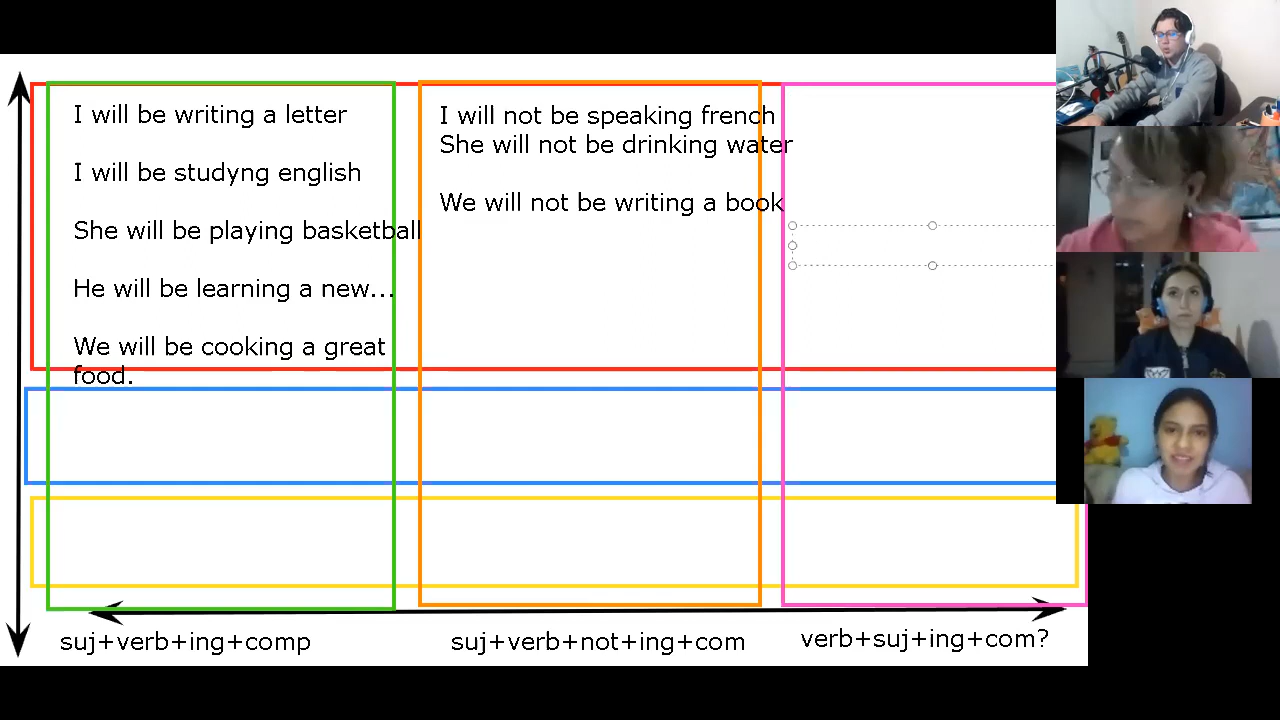 I will be writing a letter
I will be studyng english
She will be playing basketball
He will be learning a new...
We will be cooking a great
food.
I will not be speaking french
She will not be drinking water
We will not be writing a book
suj+verb+ing+comp
suj+verb+not+ing+com
verb+suj+ing+com?